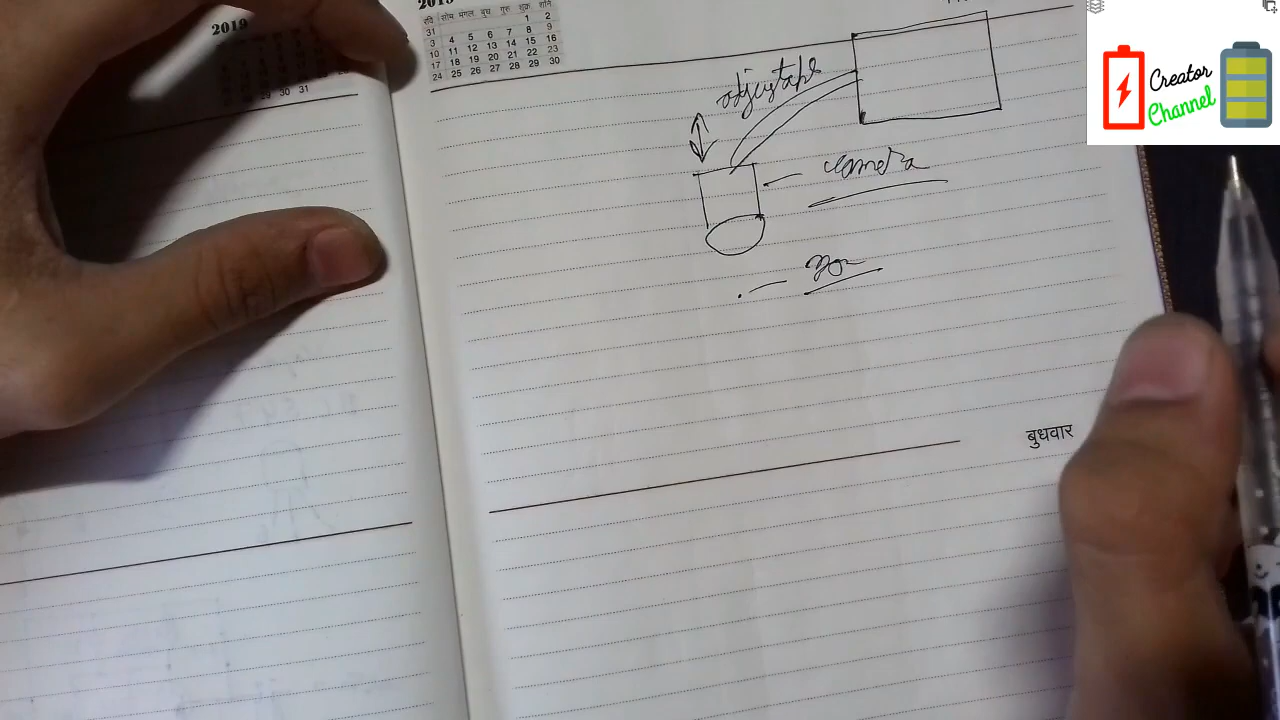 2019
2019
रवि सोम मंगल बुध गुरु शुक्र शनि
31 1 2
3 4 5 6 7 8 9
10 11 12 13 14 15 16
17 18 19 20 21 22 23
24 25 26 27 28 29 30
29 30 31
camera
you
बुधवार
Creator
Channel